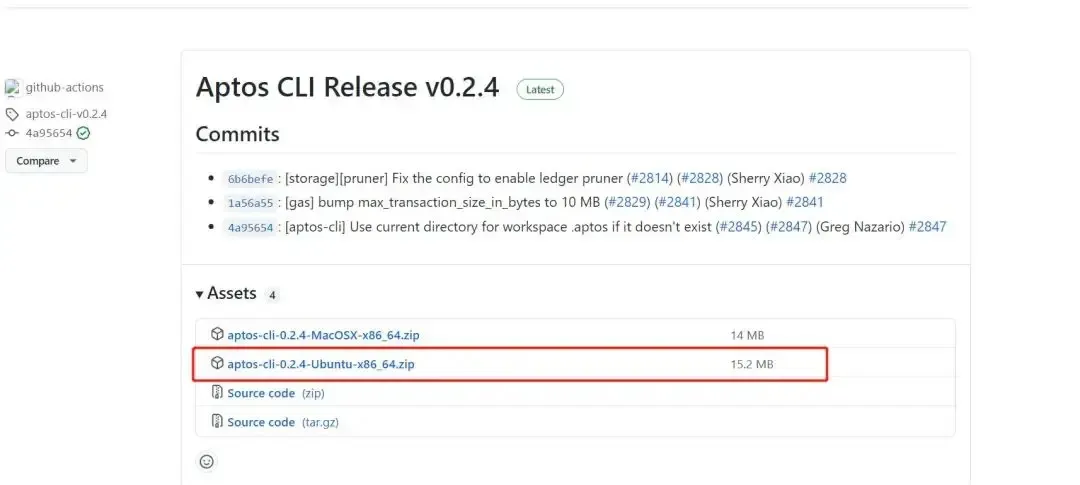 github-actions
aptos-cli-v0.2.4
4a95654
Compare
Aptos CLI Release v0.2.4 Latest
Commits
6b6befe : [storage][pruner] Fix the config to enable ledger pruner (#2814) (#2828) (Sherry Xiao) #2828
1a56a55 : [gas] bump max_transaction_size_in_bytes to 10 MB (#2829) (#2841) (Sherry Xiao) #2841
4a95654 : [aptos-cli] Use current directory for workspace .aptos if it doesn't exist (#2845) (#2847) (Greg Nazario) #2847
Assets 4
aptos-cli-0.2.4-MacOSX-x86_64.zip 14 MB
aptos-cli-0.2.4-Ubuntu-x86_64.zip 15.2 MB
Source code (zip)
Source code (tar.gz)